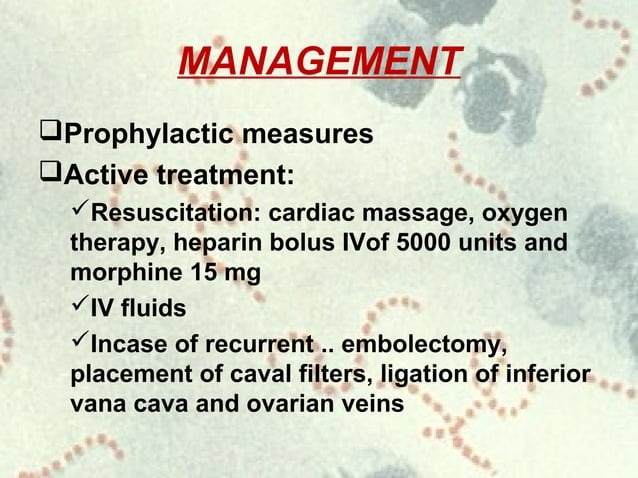 MANAGEMENT
❑Prophylactic measures
❑Active treatment:
✓Resuscitation: cardiac massage, oxygen
therapy, heparin bolus IVof 5000 units and
morphine 15 mg
✓IV fluids
✓Incase of recurrent .. embolectomy,
placement of caval filters, ligation of inferior
vana cava and ovarian veins